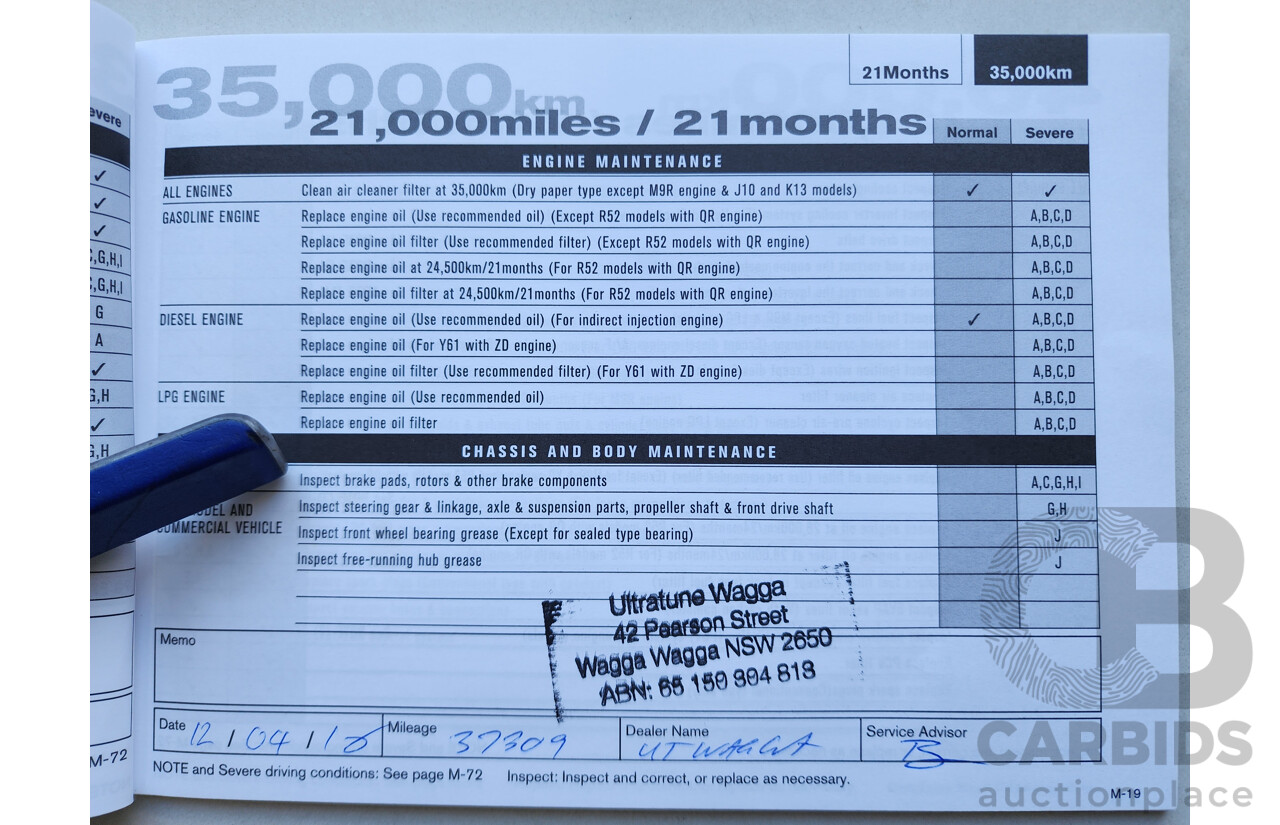 21Months 35,000km
35,000km
21,000miles / 21months
Normal Severe
ENGINE MAINTENANCE
ALL ENGINES Clean air cleaner filter at 35,000km (Dry paper type except M9R engine & J10 and K13 models) ✓ ✓
GASOLINE ENGINE Replace engine oil (Use recommended oil) (Except R52 models with QR engine) A,B,C,D
Replace engine oil filter (Use recommended filter) (Except R52 models with QR engine) A,B,C,D
Replace engine oil at 24,500km/21months (For R52 models with QR engine) A,B,C,D
Replace engine oil filter at 24,500km/21months (For R52 models with QR engine) A,B,C,D
DIESEL ENGINE Replace engine oil (Use recommended oil) (For indirect injection engine) ✓ A,B,C,D
Replace engine oil (For Y61 with ZD engine) A,B,C,D
Replace engine oil filter (Use recommended filter) (For Y61 with ZD engine) A,B,C,D
LPG ENGINE Replace engine oil (Use recommended oil) A,B,C,D
Replace engine oil filter A,B,C,D
CHASSIS AND BODY MAINTENANCE
Inspect brake pads, rotors & other brake components A,C,G,H,I
AND Inspect steering gear & linkage, axle & suspension parts, propeller shaft & front drive shaft G,H
COMMERCIAL VEHICLE Inspect front wheel bearing grease (Except for sealed type bearing) J
Inspect free-running hub grease J
Ultratune Wagga
42 Pearson Street
Wagga Wagga NSW 2650
ABN: 65 150 304 813
Memo
Date 12 / 04 / Mileage 37309 Dealer Name UT WAGGA Service Advisor B
NOTE and Severe driving conditions: See page M-72 Inspect: Inspect and correct, or replace as necessary.
M-19
M-72
CB
CARBIDS
auctionplace